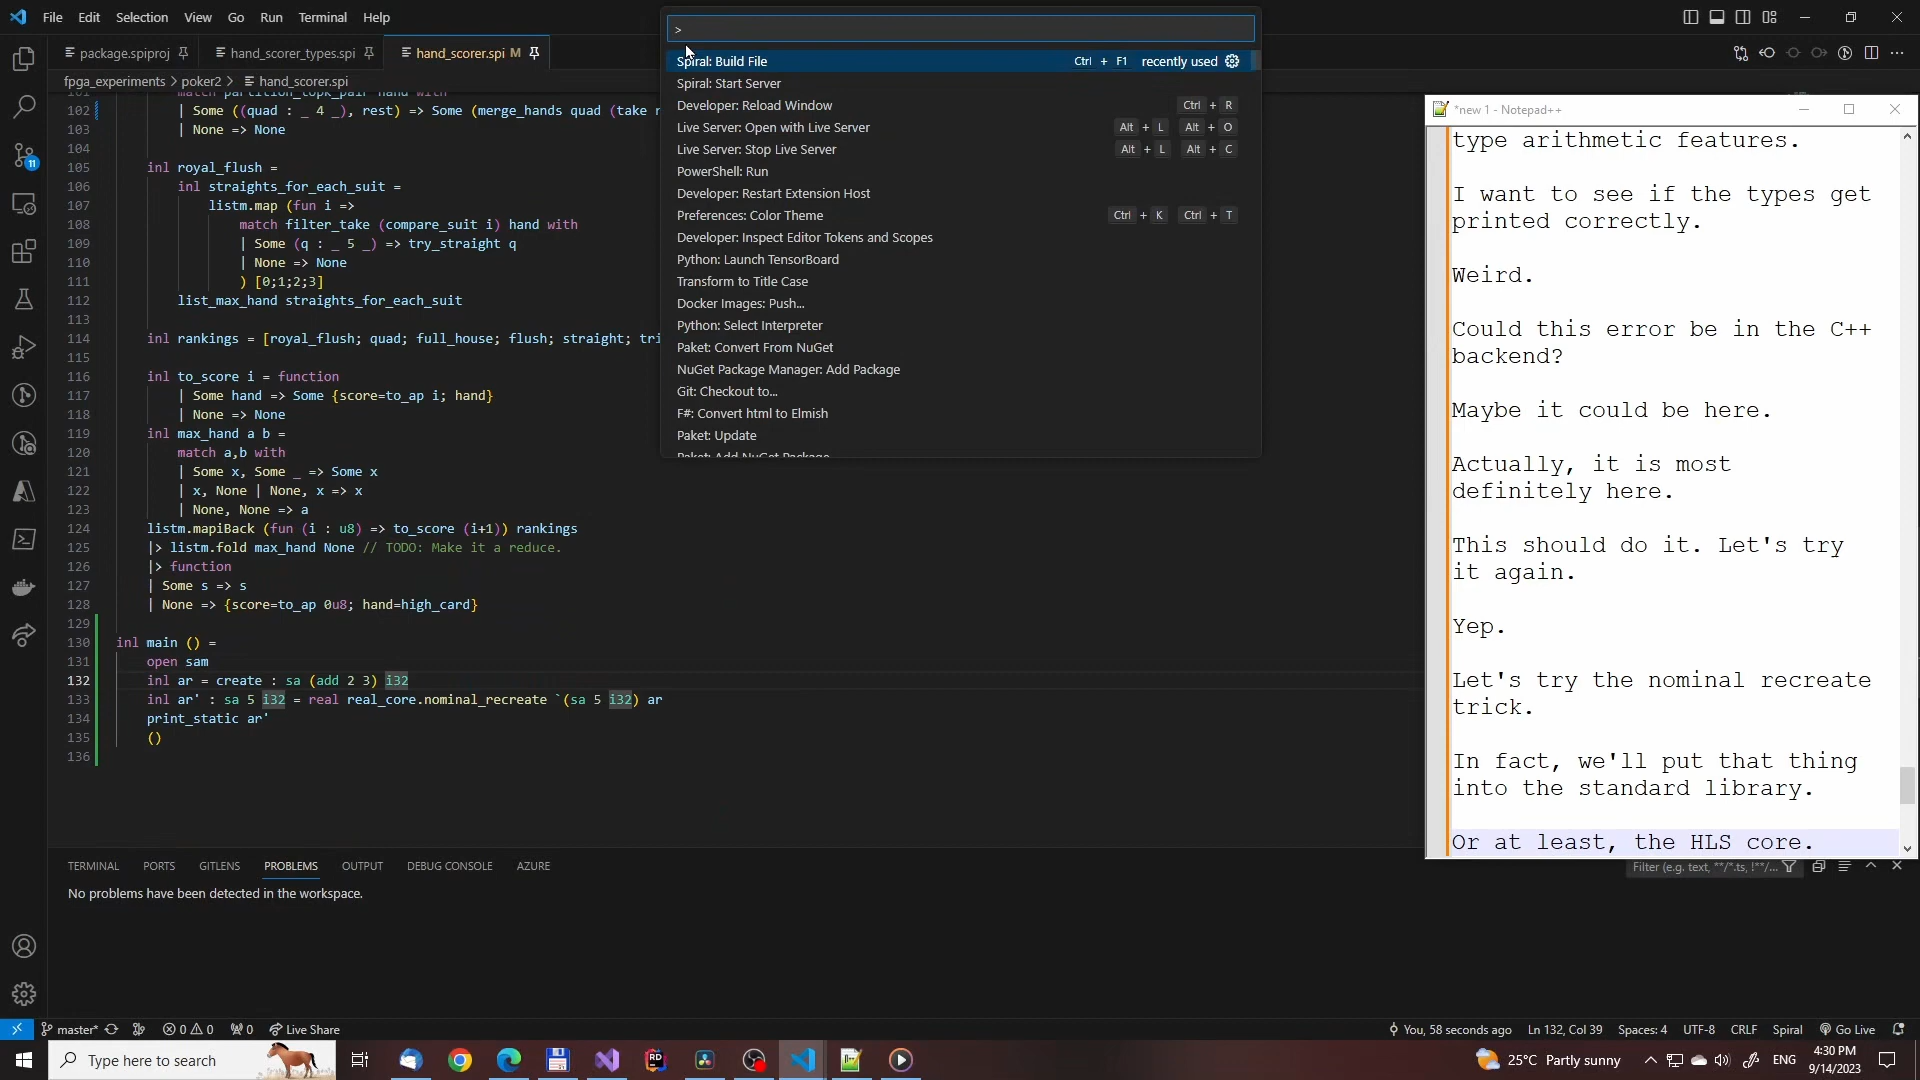 File Edit Selection View Go Run Terminal Help
package.spiproj
hand_scorer_types.spi
hand_scorer.spi M
fpga_experiments > poker2 > hand_scorer.spi
>
Spiral: Build File Ctrl + F1 recently used
Spiral: Start Server
Developer: Reload Window Ctrl + R
Live Server: Open with Live Server Alt + L Alt + O
Live Server: Stop Live Server Alt + L Alt + C
PowerShell: Run
Developer: Restart Extension Host
Preferences: Color Theme Ctrl + K Ctrl + T
Developer: Inspect Editor Tokens and Scopes
Python: Launch TensorBoard
Transform to Title Case
Docker Images: Push...
Python: Select Interpreter
Paket: Convert From NuGet
NuGet Package Manager: Add Package
Git: Checkout to...
F#: Convert html to Elmish
Paket: Update
Paket: Add NuGet Package
102 | Some ((quad : _ 4 _), rest) => Some (merge_hands quad (take r
103 | None => None
104
105 inl royal_flush =
106 inl straights_for_each_suit =
107 listm.map (fun i =>
108 match filter_take (compare_suit i) hand with
109 | Some (q : _ 5 _) => try_straight q
110 | None => None
111 ) [0;1;2;3]
112 list_max_hand straights_for_each_suit
113
114 inl rankings = [royal_flush; quad; full_house; flush; straight; tri
115
116 inl to_score i = function
117 | Some hand => Some {score=to_ap i; hand}
118 | None => None
119 inl max_hand a b =
120 match a,b with
121 | Some x, Some _ => Some x
122 | x, None | None, x => x
123 | None, None => a
124 listm.mapiBack (fun (i : u8) => to_score (i+1)) rankings
125 |> listm.fold max_hand None // TODO: Make it a reduce.
126 |> function
127 | Some s => s
128 | None => {score=to_ap 0u8; hand=high_card}
129
130 inl main () =
131 open sam
132 inl ar = create : sa (add 2 3) i32
133 inl ar' : sa 5 i32 = real real_core.nominal_recreate `(sa 5 i32) ar
134 print_static ar'
135 ()
136
*new 1 - Notepad++
type arithmetic features.
I want to see if the types get
printed correctly.
Weird.
Could this error be in the C++
backend?
Maybe it could be here.
Actually, it is most
definitely here.
This should do it. Let's try
it again.
Yep.
Let's try the nominal recreate
trick.
In fact, we'll put that thing
into the standard library.
Or at least, the HLS core.
TERMINAL PORTS GITLENS PROBLEMS OUTPUT DEBUG CONSOLE AZURE
Filter (e.g. text, **/*.ts, !**/...
No problems have been detected in the workspace.
11
master* 0 0 0 Live Share
You, 58 seconds ago Ln 132, Col 39 Spaces: 4 UTF-8 CRLF Spiral Go Live
Type here to search
25°C Partly sunny ENG
4:30 PM
9/14/2023